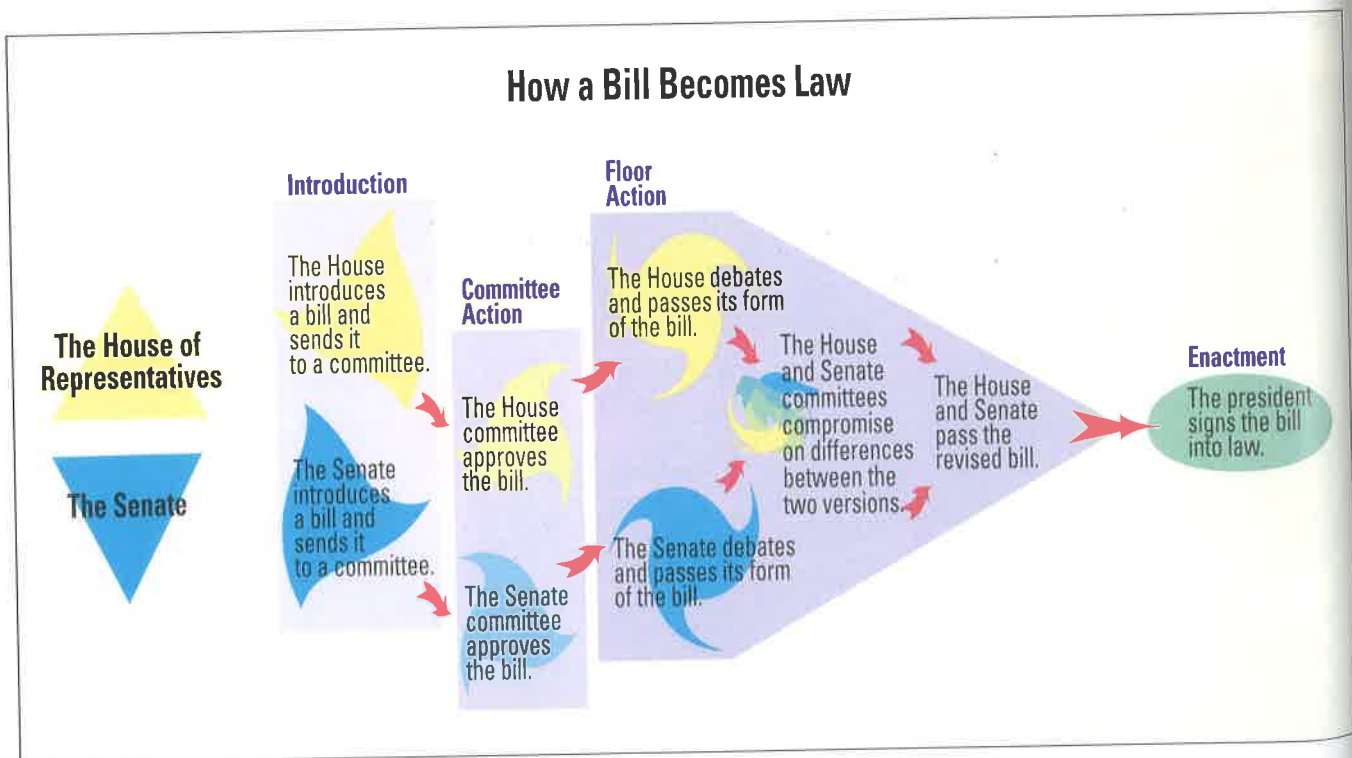 How a Bill Becomes Law
The House of
Representatives
The Senate
Introduction
The House
introduces
a bill and
sends it
to a committee.
The Senate
introduces
a bill and
sends it
to a committee.
Committee
Action
The House
committee
approves
the bill.
The Senate
committee
approves
the bill.
Floor
Action
The House debates
and passes its form
of the bill.
The Senate debates
and passes its form
of the bill.
The House
and Senate
committees
compromise
on differences
between the
two versions.
The House
and Senate
pass the
revised bill.
Enactment
The president
signs the bill
into law.